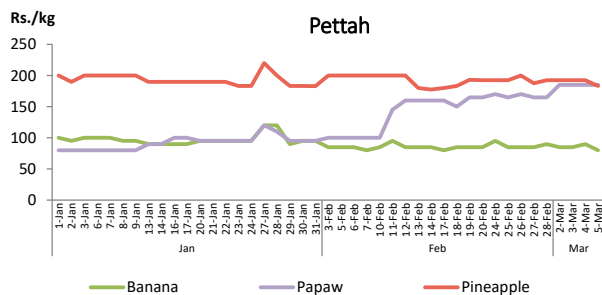 Rs./kg
Pettah
250
200
150
100
50
0
1-Jan
2-Jan
3-Jan
6-Jan
7-Jan
8-Jan
9-Jan
13-Jan
14-Jan
16-Jan
17-Jan
20-Jan
21-Jan
22-Jan
23-Jan
24-Jan
27-Jan
28-Jan
29-Jan
30-Jan
31-Jan
3-Feb
5-Feb
6-Feb
7-Feb
10-Feb
11-Feb
12-Feb
13-Feb
14-Feb
17-Feb
18-Feb
19-Feb
20-Feb
24-Feb
25-Feb
26-Feb
27-Feb
28-Feb
2-Mar
3-Mar
4-Mar
5-Mar
Jan
Feb
Mar
Banana
Papaw
Pineapple